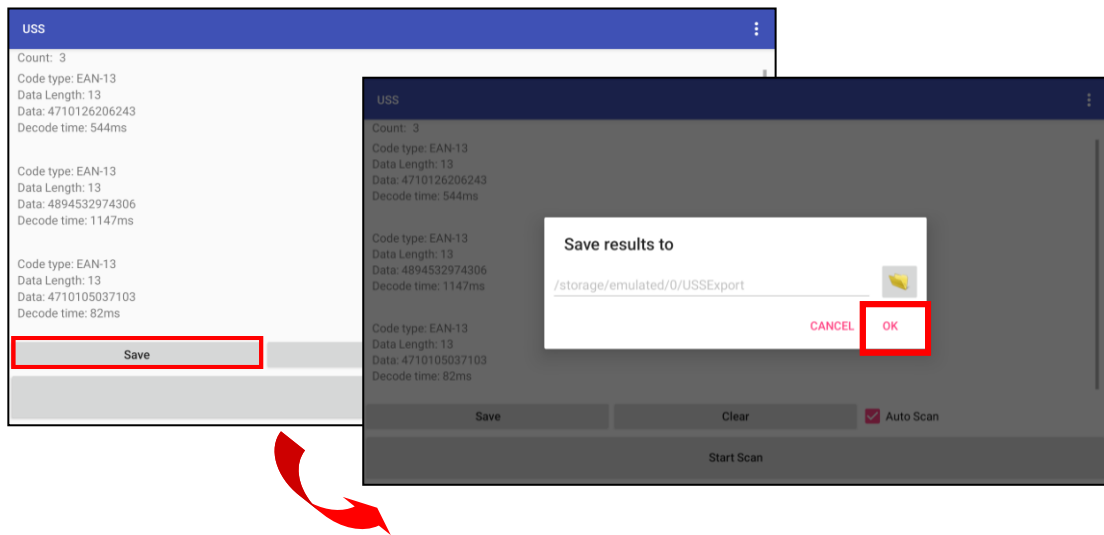 USS
Count: 3
Code type: EAN-13
Data Length: 13
Data: 4710126206243
Decode time: 544ms
Code type: EAN-13
Data Length: 13
Data: 4894532974306
Decode time: 1147ms
Code type: EAN-13
Data Length: 13
Data: 4710105037103
Decode time: 82ms
Save
USS
Count: 3
Code type: EAN-13
Data Length: 13
Data: 4710126206243
Decode time: 544ms
Code type: EAN-13
Data Length: 13
Data: 4894532974306
Decode time: 1147ms
Code type: EAN-13
Data Length: 13
Data: 4710105037103
Decode time: 82ms
Save results to
/storage/emulated/0/USSExport
CANCEL OK
Save Clear Auto Scan
Start Scan